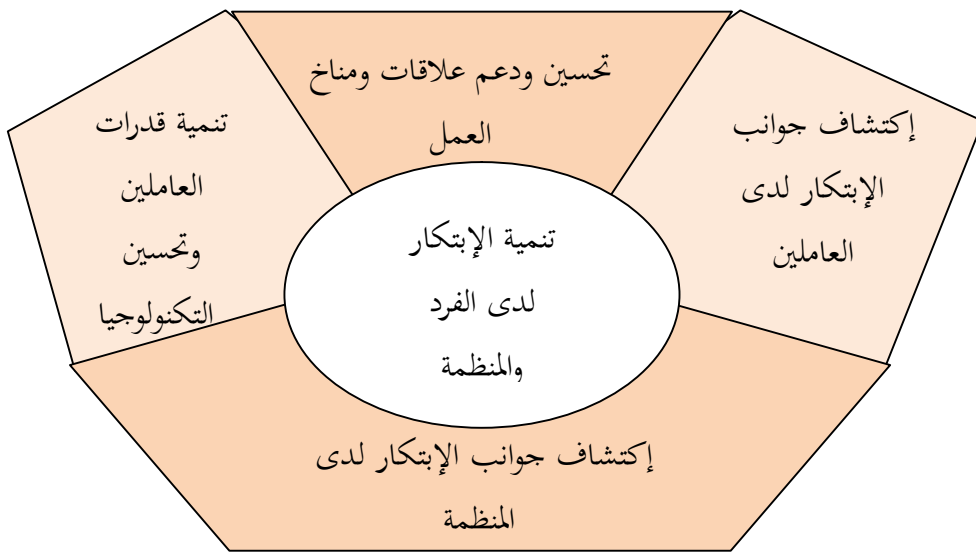 تحسين ودعم علاقات ومناخ
العمل
إكتشاف جوانب
الإبتكار لدى
العاملين
تنمية قدرات
العاملين
وتحسين
التكنولوجيا
تنمية الإبتكار
لدى الفرد
والمنظمة
إكتشاف جوانب الإبتكار لدى
المنظمة